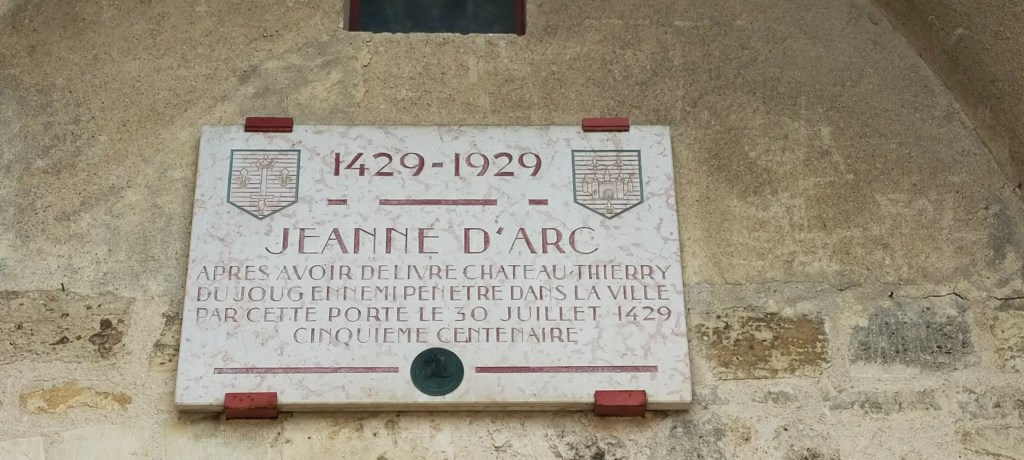 1429-1929
JEANNE D'ARC
APRES AVOIR DELIVRE CHATEAU-THIERRY
DU JOUG ENNEMI PENETRE DANS LA VILLE
PAR CETTE PORTE LE 30 JUILLET 1429
CINQUIEME CENTENAIRE